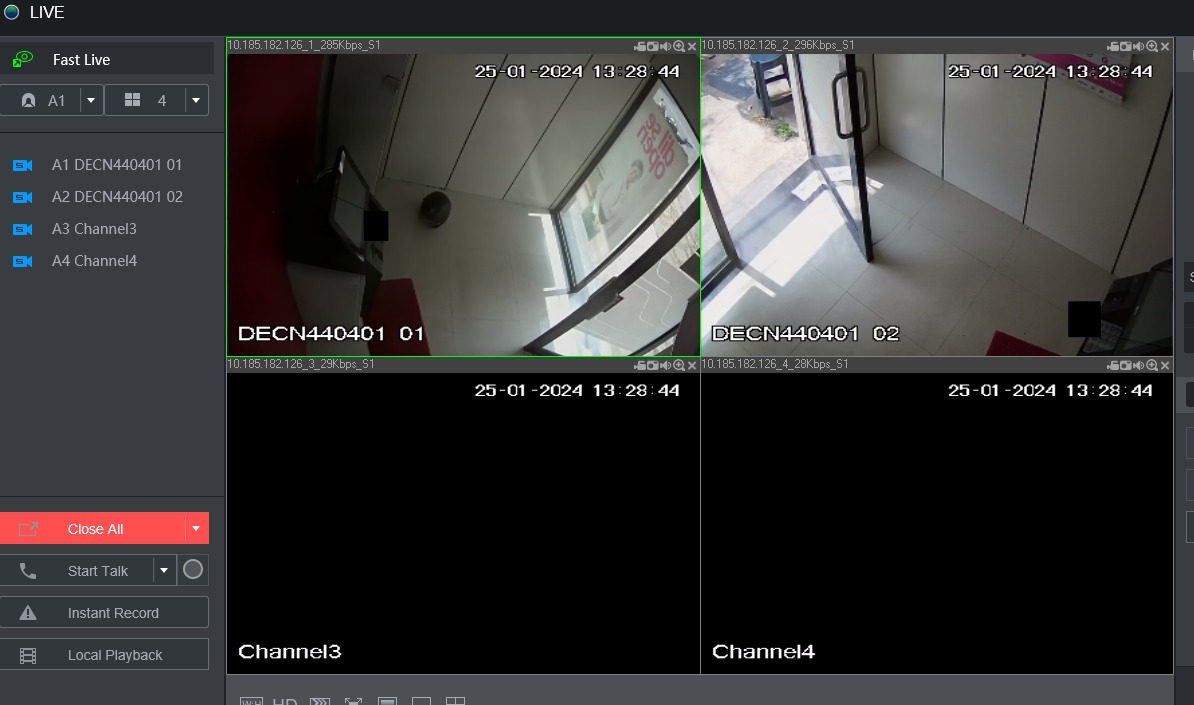 LIVE
Fast Live
A1
4
A1 DECN440401 01
A2 DECN440401 02
A3 Channel3
A4 Channel4
Close All
Start Talk
Instant Record
Local Playback
10.185.182.126_1_285Kbps_S1
25-01-2024 13:28:44
DECN440401 01
10.185.182.126_2_296Kbps_S1
25-01-2024 13:28:44
DECN440401 02
10.185.182.126_3_29Kbps_S1
25-01-2024 13:28:44
Channel3
10.185.182.126_4_28Kbps_S1
25-01-2024 13:28:44
Channel4
W:H HD